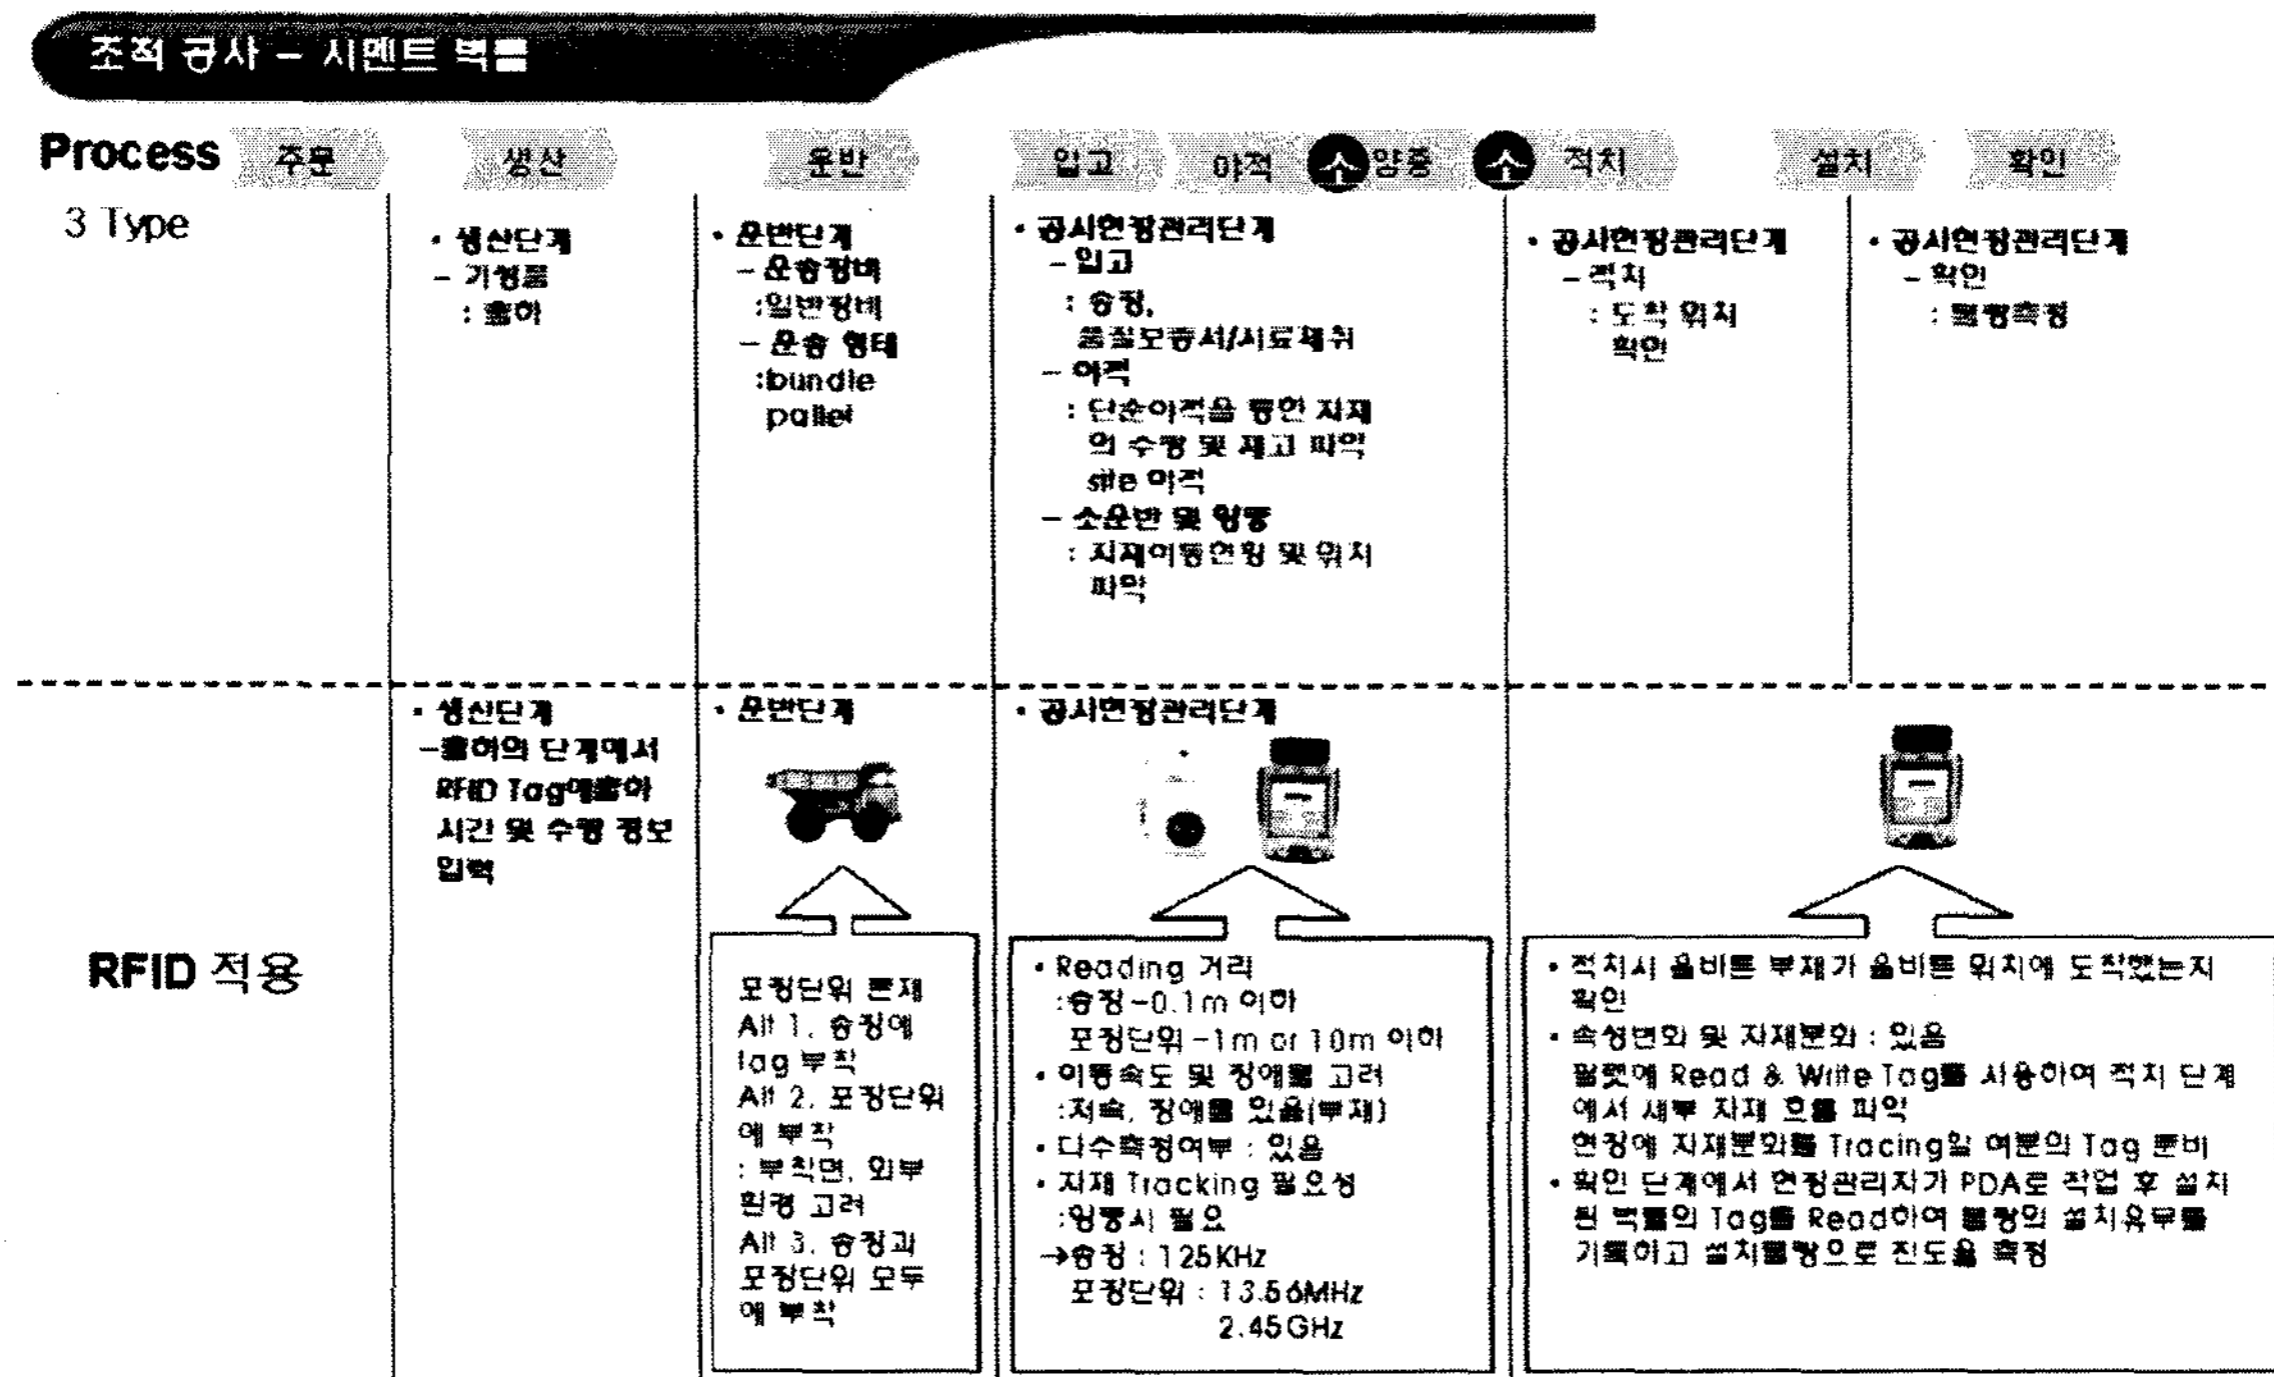 조적 공사 – 시멘트 벽돌
Process 주문 생산 운반 입고 야적 소 양중 소 적치 설치 확인
3 Type
• 생산단계
– 기성품
: 출하
• 운반단계
– 운송장비
:일반장비
– 운송 형태
:bundle
pallet
• 공사현장관리단계
– 입고
: 송장,
품질보증서/시료채취
– 야적
: 단순야적을 통한 자재
의 수량 및 재고 파악
site 야적
– 소운반 및 양중
: 자재이동현황 및 위치
파악
• 공사현장관리단계
– 적치
: 도착 위치
확인
• 공사현장관리단계
– 확인
: 물량측정
RFID 적용
• 생산단계
–출하의 단계에서
RFID Tag에출하
시간 및 수량 정보
입력
• 운반단계
포장단위 존재
Alt 1. 송장에
tag 부착
Alt 2. 포장단위
에 부착
: 부착면, 외부
환경 고려
Alt 3. 송장과
포장단위 모두
에 부착
• 공사현장관리단계
• Reading 거리
:송장–0.1m 이하
포장단위–1m or 10m 이하
• 이동속도 및 장애물 고려
:저속, 장애물 있음(부재)
• 다수측정여부 : 있음
• 자재 Tracking 필요성
:양중시 필요
→송장 : 125KHz
포장단위 : 13.56MHz
2.45GHz
• 적치시 올바른 부재가 올바른 위치에 도착했는지
확인
• 속성변화 및 자재분화 : 있음
팔렛에 Read & Write Tag를 사용하여 적치 단계
에서 세부 자재 흐름 파악
현장에 자재분화를 Tracing할 여분의 Tag 준비
• 확인 단계에서 현장관리자가 PDA로 작업 후 설치
된 벽돌의 Tag를 Read하여 물량의 설치유무를
기록하고 설치물량으로 진도율 측정